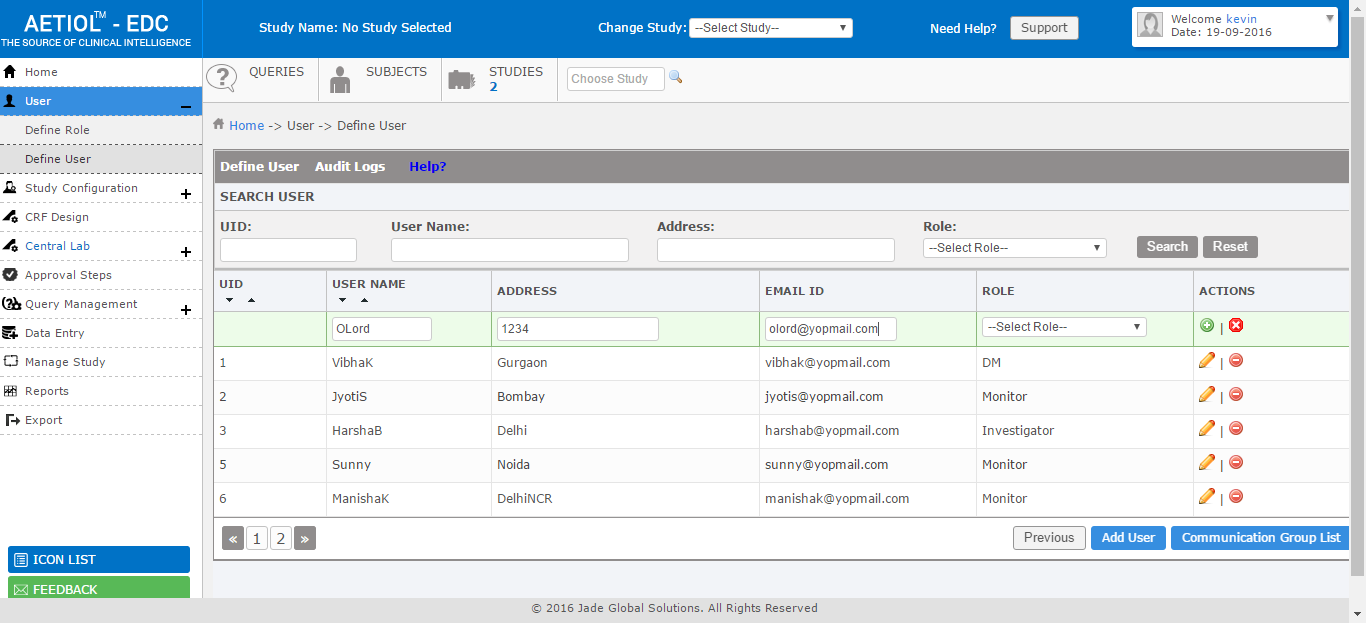 AETIOL™ - EDC
THE SOURCE OF CLINICAL INTELLIGENCE
Study Name: No Study Selected
Change Study: --Select Study--
Need Help? Support
Welcome kevin
Date: 19-09-2016
Home
User
Define Role
Define User
Study Configuration
CRF Design
Central Lab
Approval Steps
Query Management
Data Entry
Manage Study
Reports
Export
ICON LIST
FEEDBACK
QUERIES SUBJECTS STUDIES Choose Study
2
Home -> User -> Define User
Define User Audit Logs Help?
SEARCH USER
UID: User Name: Address: Role:
--Select Role-- Search Reset
UID USER NAME ADDRESS EMAIL ID ROLE ACTIONS
OLord 1234 olord@yopmail.com --Select Role-- |
1 VibhaK Gurgaon vibhak@yopmail.com DM |
2 JyotiS Bombay jyotis@yopmail.com Monitor |
3 HarshaB Delhi harshab@yopmail.com Investigator |
5 Sunny Noida sunny@yopmail.com Monitor |
6 ManishaK DelhiNCR manishak@yopmail.com Monitor |
« 1 2 » Previous Add User Communication Group List
© 2016 Jade Global Solutions. All Rights Reserved